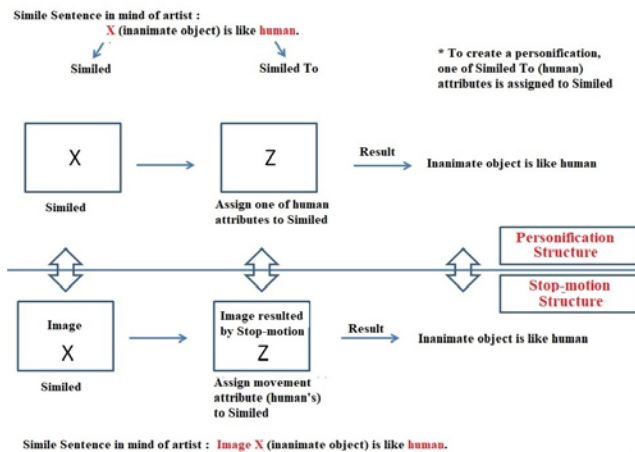 Simile Sentence in mind of artist :
X (inanimate object) is like human.
Similed
Similed To
* To create a personification,
one of Similed To (human)
attributes is assigned to Similed
X
Similed
Z
Assign one of human
attributes to Similed
Result
Inanimate object is like human
Personification
Structure
Stop-motion
Structure
Image
X
Similed
Image resulted
by Stop-motion
Z
Assign movement
attribute (human's)
to Similed
Result
Inanimate object is like human
Simile Sentence in mind of artist : Image X (inanimate object) is like human.